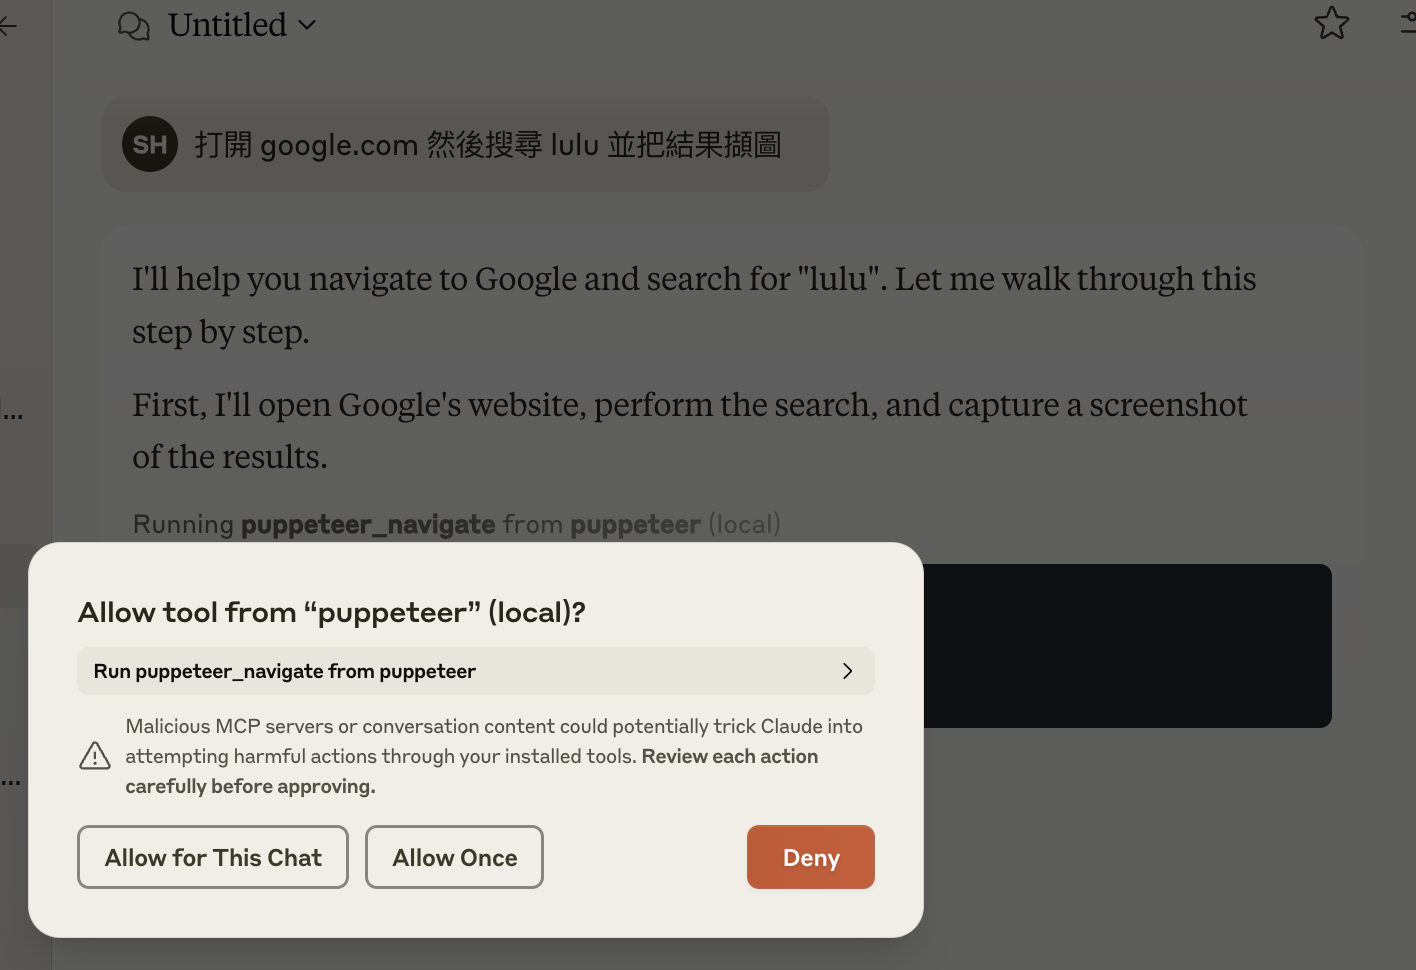 Untitled
SH 打開 google.com 然後搜尋 lulu 並把結果擷圖
I'll help you navigate to Google and search for "lulu". Let me walk through this
step by step.
First, I'll open Google's website, perform the search, and capture a screenshot
of the results.
Running puppeteer_navigate from puppeteer (local)
Allow tool from “puppeteer” (local)?
Run puppeteer_navigate from puppeteer
Malicious MCP servers or conversation content could potentially trick Claude into
attempting harmful actions through your installed tools. Review each action
carefully before approving.
Allow for This Chat
Allow Once
Deny